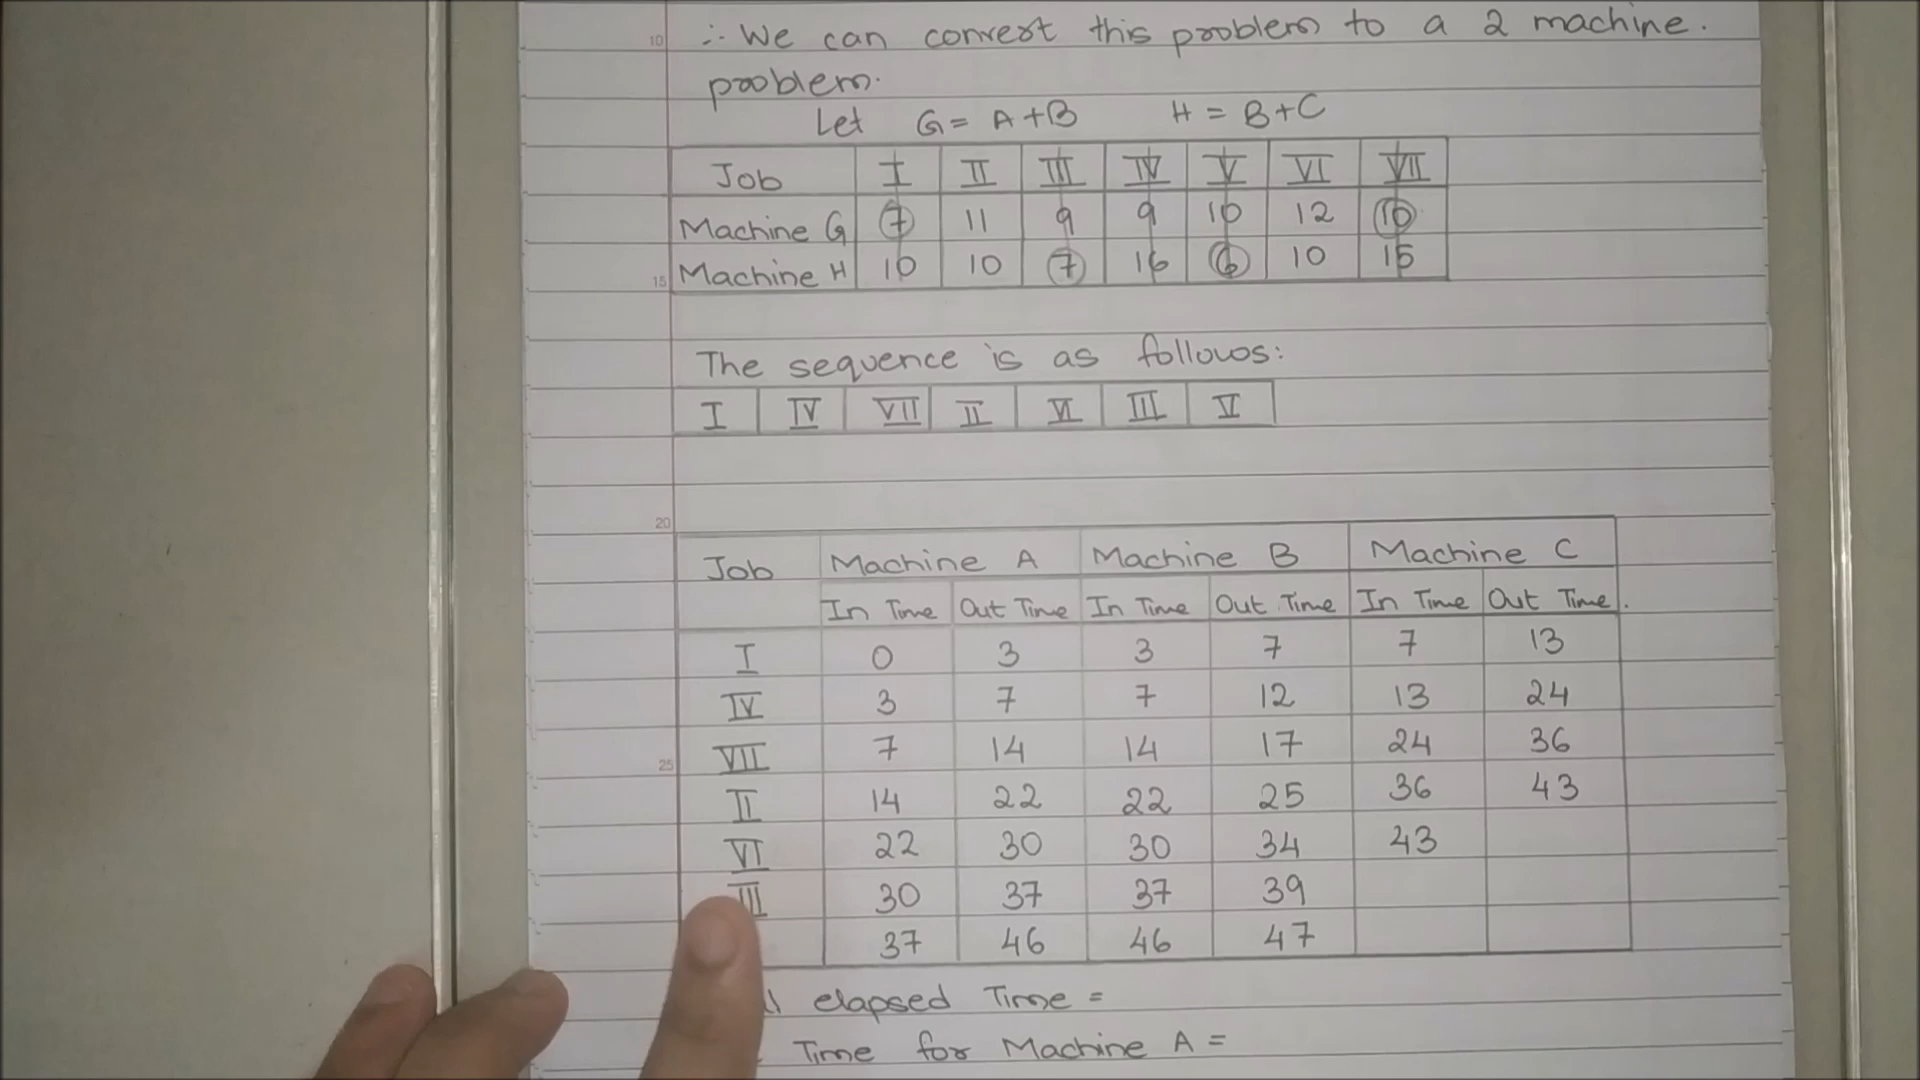 10
∴ We can convert this problem to a 2 machine.
problem.
Let G = A+B H = B+C
Job I II III IV V VI VII
Machine G 7 11 9 9 10 12 10
15 Machine H 10 10 7 16 6 10 15
The sequence is as follows:
I IV VII II VI III V
20
Job Machine A Machine B Machine C
In Time Out Time In Time Out Time In Time Out Time.
I 0 3 3 7 7 13
IV 3 7 7 12 13 24
VII 7 14 14 17 24 36
25
II 14 22 22 25 36 43
VI 22 30 30 34 43
III 30 37 37 39
37 46 46 47
elapsed Time =
Time for Machine A =